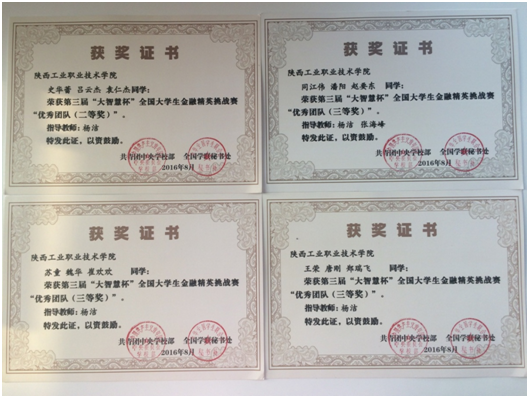 获奖证书
陕西工业职业技术学院
史华蕾 吕云杰 袁仁杰同学：
荣获第三届“大智慧杯”全国大学生金融精英挑战赛
“优秀团队（二等奖）”。
指导教师：杨洁
特发此证，以资鼓励。
共青团中央学校部 全国学联秘书处
2016年8月
获奖证书
陕西工业职业技术学院
闫江伟 潘阳 赵委东 同学：
荣获第三届“大智慧杯”全国大学生金融精英挑战赛
“优秀团队（三等奖）”。
指导教师：杨洁 张海峰
特发此证，以资鼓励。
共青团中央学校部 全国学联秘书处
2016年8月
获奖证书
陕西工业职业技术学院
苏童 魏华 崔欢欢 同学：
荣获第三届“大智慧杯”全国大学生金融精英挑战赛
“优秀团队（三等奖）”。
指导教师：杨洁
特发此证，以资鼓励。
共青团中央学校部 全国学联秘书处
2016年8月
获奖证书
陕西工业职业技术学院
王荣 唐刚 郑瑞飞 同学：
荣获第三届“大智慧杯”全国大学生金融精英挑战赛
“优秀团队（三等奖）”。
指导教师：杨洁
特发此证，以资鼓励。
共青团中央学校部 全国学联秘书处
2016年8月